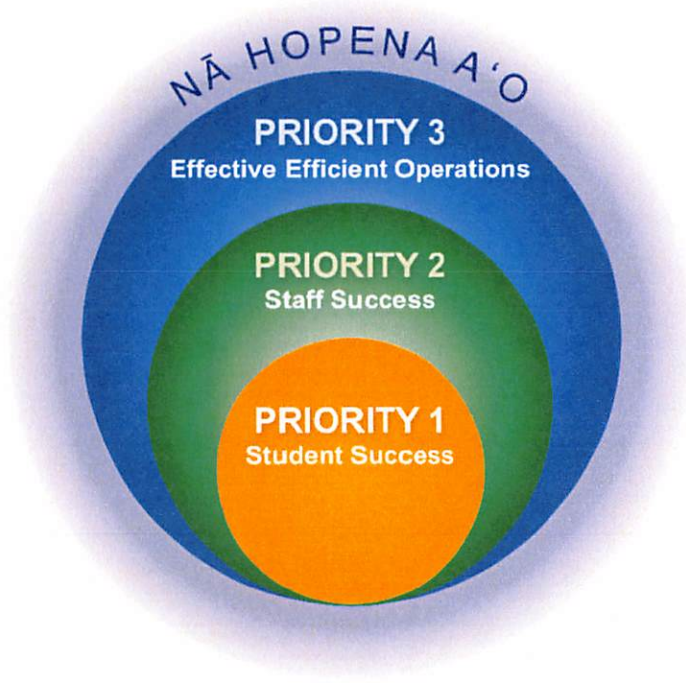 NĀ HOPENA A‘O
PRIORITY 3
Effective Efficient Operations
PRIORITY 2
Staff Success
PRIORITY 1
Student Success